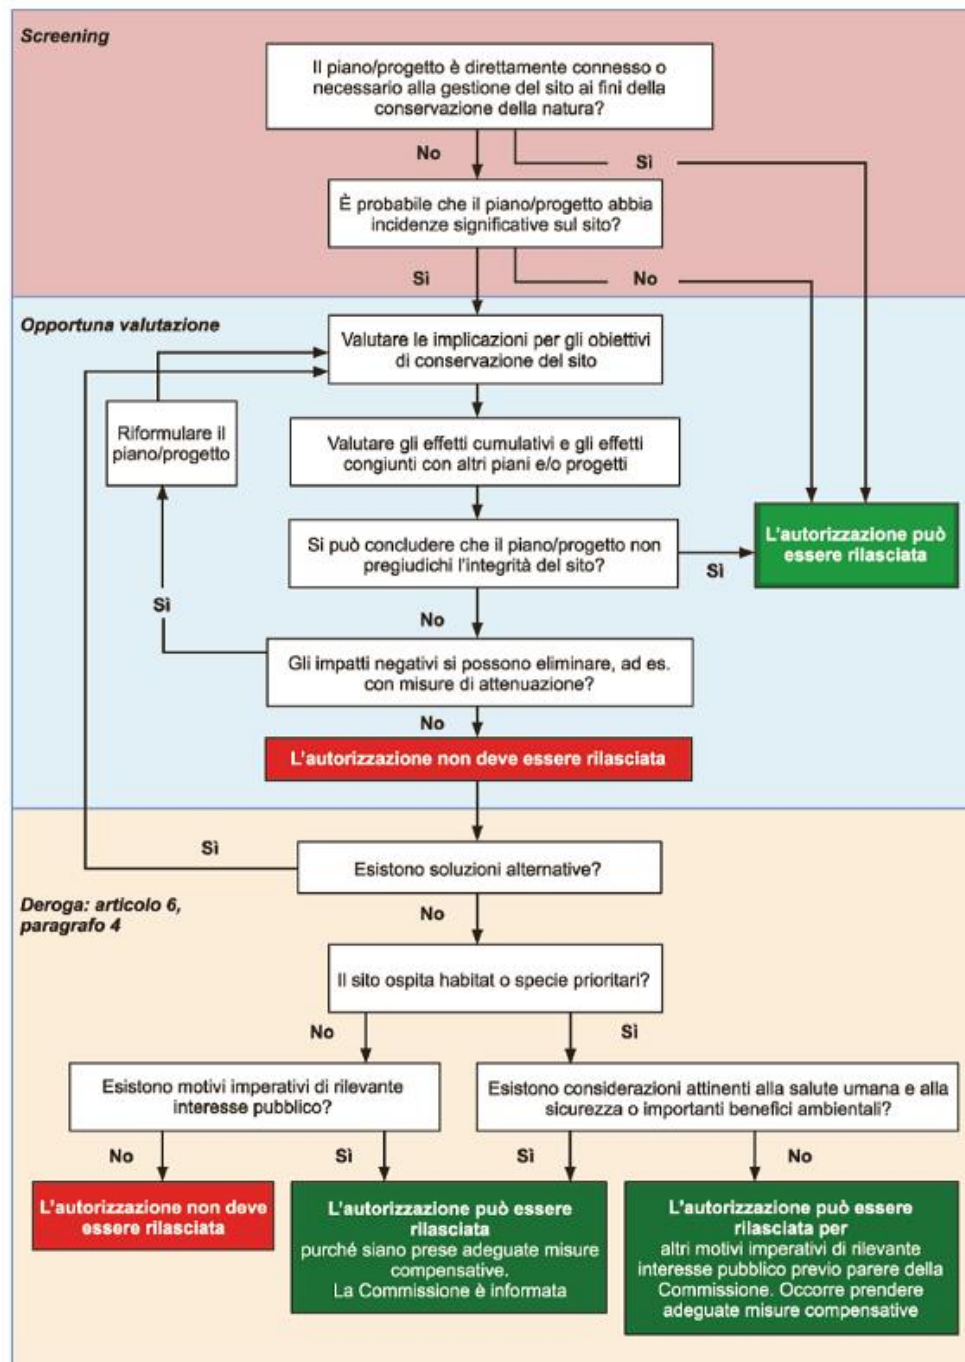 Screening
Il piano/progetto è direttamente connesso o
necessario alla gestione del sito ai fini della
conservazione della natura?
No
Sì
È probabile che il piano/progetto abbia
incidenze significative sul sito?
Sì
No
Opportuna valutazione
Valutare le implicazioni per gli obiettivi
di conservazione del sito
Riformulare il
piano/progetto
Valutare gli effetti cumulativi e gli effetti
congiunti con altri piani e/o progetti
Si può concludere che il piano/progetto non
pregiudichi l'integrità del sito?
Sì
L'autorizzazione può
essere rilasciata
Sì
No
Gli impatti negativi si possono eliminare, ad es.
con misure di attenuazione?
No
L'autorizzazione non deve essere rilasciata
Sì
Esistono soluzioni alternative?
Deroga: articolo 6,
paragrafo 4
No
Il sito ospita habitat o specie prioritari?
No
Sì
Esistono motivi imperativi di rilevante
interesse pubblico?
Esistono considerazioni attinenti alla salute umana e alla
sicurezza o importanti benefici ambientali?
No
Sì
Sì
No
L'autorizzazione non deve
essere rilasciata
L'autorizzazione può essere
rilasciata
purché siano prese adeguate misure
compensative.
La Commissione è informata
L'autorizzazione può essere
rilasciata per
altri motivi imperativi di rilevante
interesse pubblico previo parere della
Commissione. Occorre prendere
adeguate misure compensative